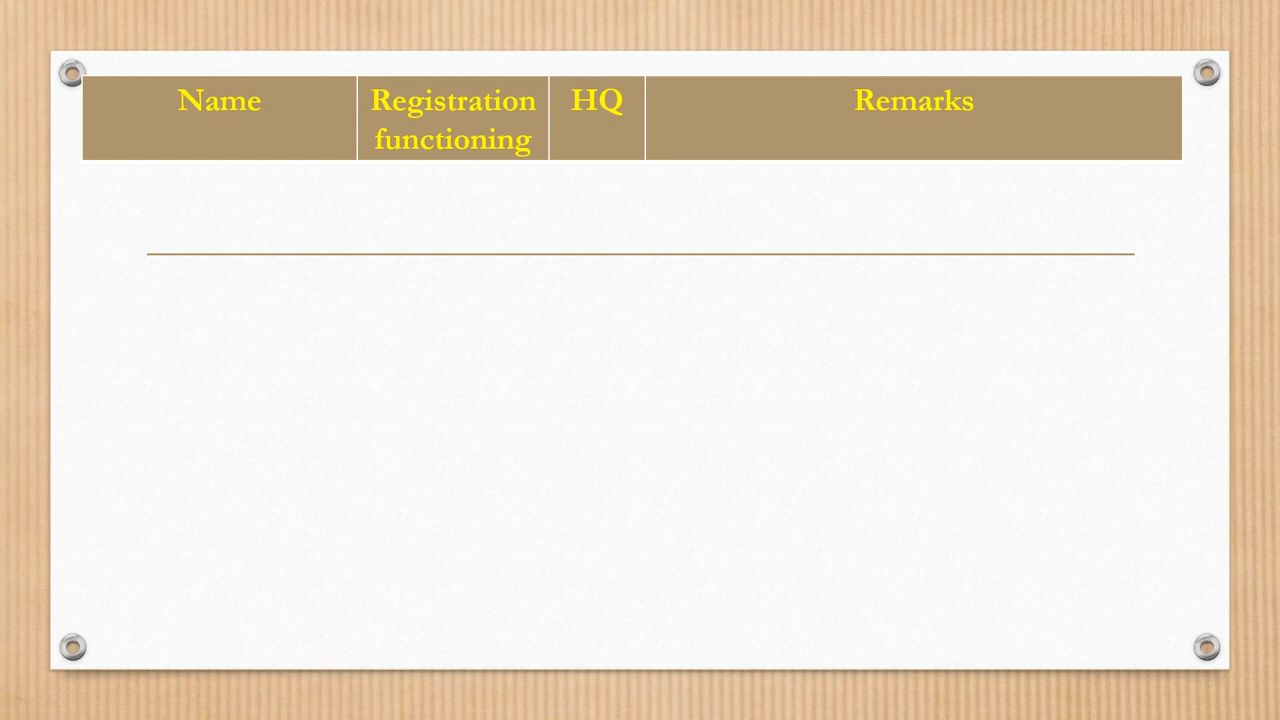 Name
Registration
functioning
HQ
Remarks